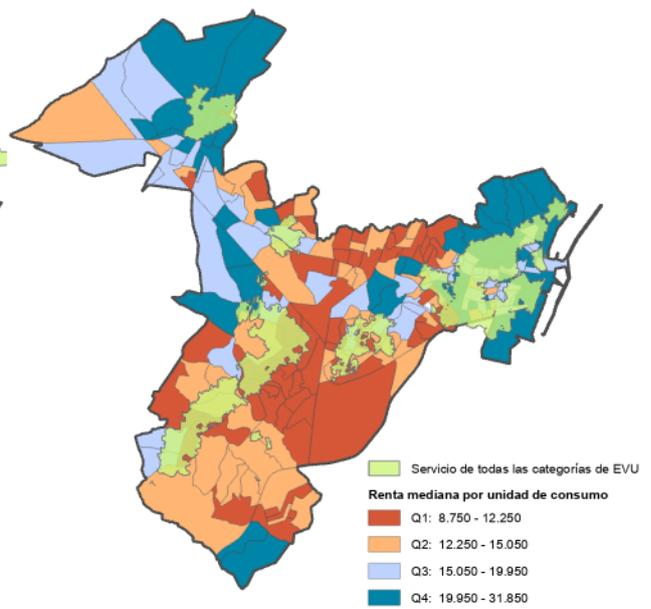 Servicio de todas las categorías de EVU
Renta mediana por unidad de consumo
Q1: 8.750 - 12.250
Q2: 12.250 - 15.050
Q3: 15.050 - 19.950
Q4: 19.950 - 31.850